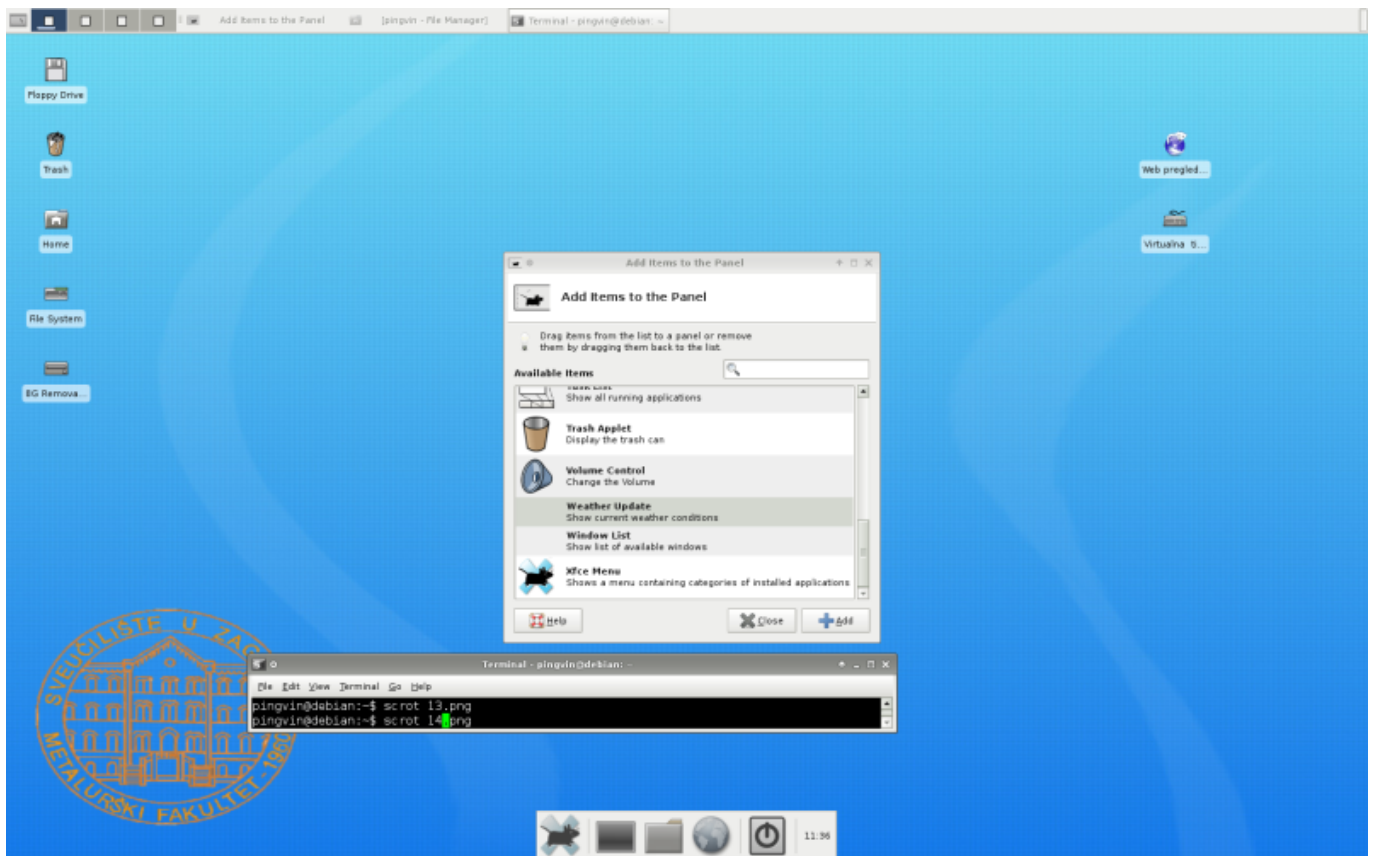 Add Items to the Panel
[pingvin - File Manager]
Terminal - pingvin@debian: ~
Floppy Drive
Trash
Home
File System
8G Remova...
Web pregled...
Virtualna ti...
Add Items to the Panel
Add Items to the Panel
Drag items from the list to a panel or remove
them by dragging them back to the list.
Available Items
Task List
Show all running applications
Trash Applet
Display the trash can
Volume Control
Change the Volume
Weather Update
Show current weather conditions
Window List
Show list of available windows
Xfce Menu
Shows a menu containing categories of installed applications
Help
Close
Add
SVEUČILIŠTE U ZAG
METALURŠKI FAKULTET - 1960
Terminal - pingvin@debian: ~
File Edit View Terminal Go Help
pingvin@debian:~$ scrot 13.png
pingvin@debian:~$ scrot 14.png
11:36